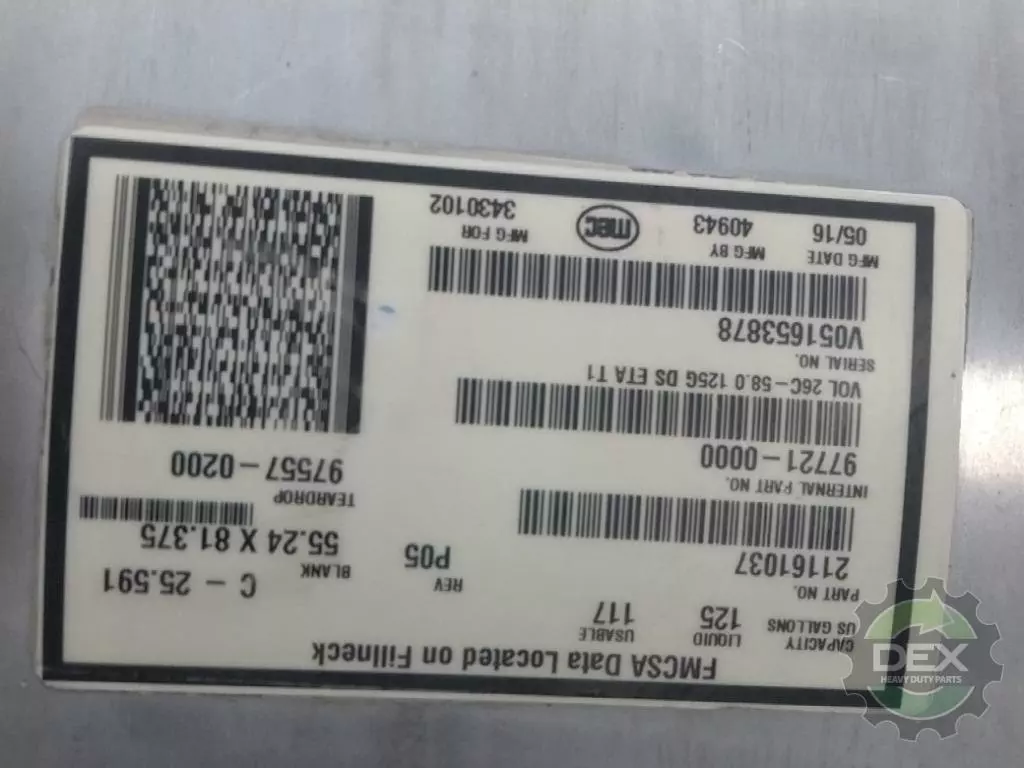 FMCSA Data Located on Fillneck
CAPACITY
US GALLONS
LIQUID
125
USABLE
117
C - 25.591
PART NO.
21161037
REV
P05
BLANK
55.24 X 81.375
INTERNAL PART NO.
97721-0000
TEARDROP
97557-0200
VOL 26C-58.0 125G DS ETA T1
SERIAL NO.
V051653878
MFG DATE
05/16
MFG BY
40943
mec
MFG FOR
3430102
DEX
HEAVY DUTY PARTS